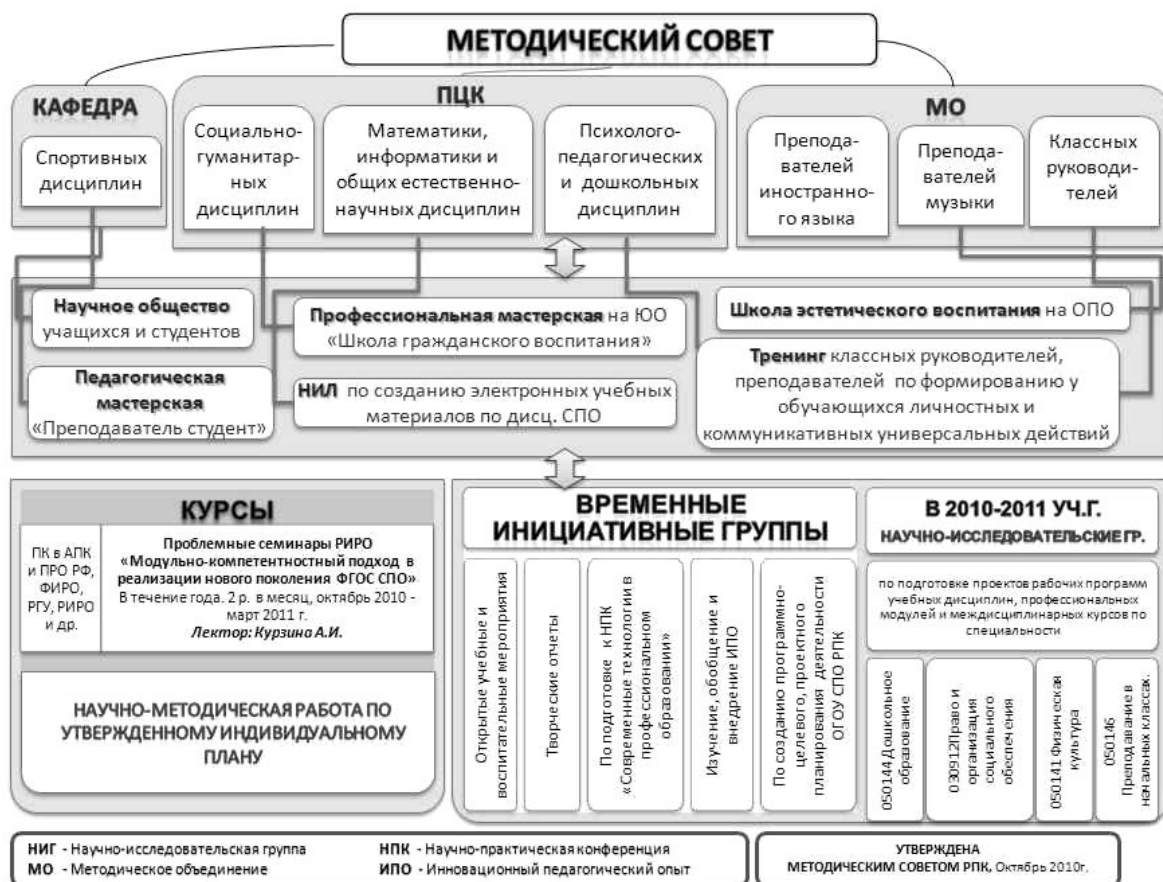 МЕТОДИЧЕСКИЙ СОВЕТ
КАФЕДРА
Спортивных
дисциплин
ПЦК
Социально-
гуманитар-
ных
дисциплин
Математики,
информатики и
общих естественно-
научных дисциплин
Психолого-
педагогических
и дошкольных
дисциплин
МО
Препода-
вателей
иностранно-
го языка
Препода-
вателей
музыки
Классных
руководи-
телей
Научное общество
учащихся и студентов
Педагогическая
мастерская
«Преподаватель студент»
Профессиональная мастерская на ЮО
«Школа гражданского воспитания»
НИЛ по созданию электронных учебных
материалов по дисц. СПО
Школа эстетического воспитания на ОПО
Тренинг классных руководителей,
преподавателей по формированию у
обучающихся личностных и
коммуникативных универсальных действий
КУРСЫ
ПК в АПК
и ПРО РФ,
ФИРО,
РГУ, РИРО
и др.
Проблемные семинары РИРО
«Модульно-компетентностный подход в
реализации нового поколения ФГОС СПО»
В течение года. 2 р. в месяц, октябрь 2010 -
март 2011 г.
Лектор: Курзина А.И.
НАУЧНО-МЕТОДИЧЕСКАЯ РАБОТА ПО
УТВЕРЖДЕННОМУ ИНДИВИДУАЛЬНОМУ
ПЛАНУ
ВРЕМЕННЫЕ
ИНИЦИАТИВНЫЕ ГРУППЫ
Открытые учебные и
воспитательные мероприятия
Творческие отчеты
По подготовке к НПК
«Современные технологии в
профессиональном
образовании»
Изучение, обобщение и
внедрение ИПО
По созданию программно-
целевого, проектного
планирования деятельности
ОГОУ СПО РПК
В 2010-2011 УЧ.Г.
НАУЧНО-ИССЛЕДОВАТЕЛЬСКИЕ ГР.
по подготовке проектов рабочих программ
учебных дисциплин, профессиональных
модулей и междисциплинарных курсов по
специальности
050144 Дошкольное
образование
030912Право и
организация
социального
обеспечения
050141 Физическая
культура
050146
Преподавание в
начальных классах.
НИГ - Научно-исследовательская группа
МО - Методическое объединение
НПК - Научно-практическая конференция
ИПО - Инновационный педагогический опыт
УТВЕРЖДЕНА
МЕТОДИЧЕСКИМ СОВЕТОМ РПК, Октябрь 2010г.